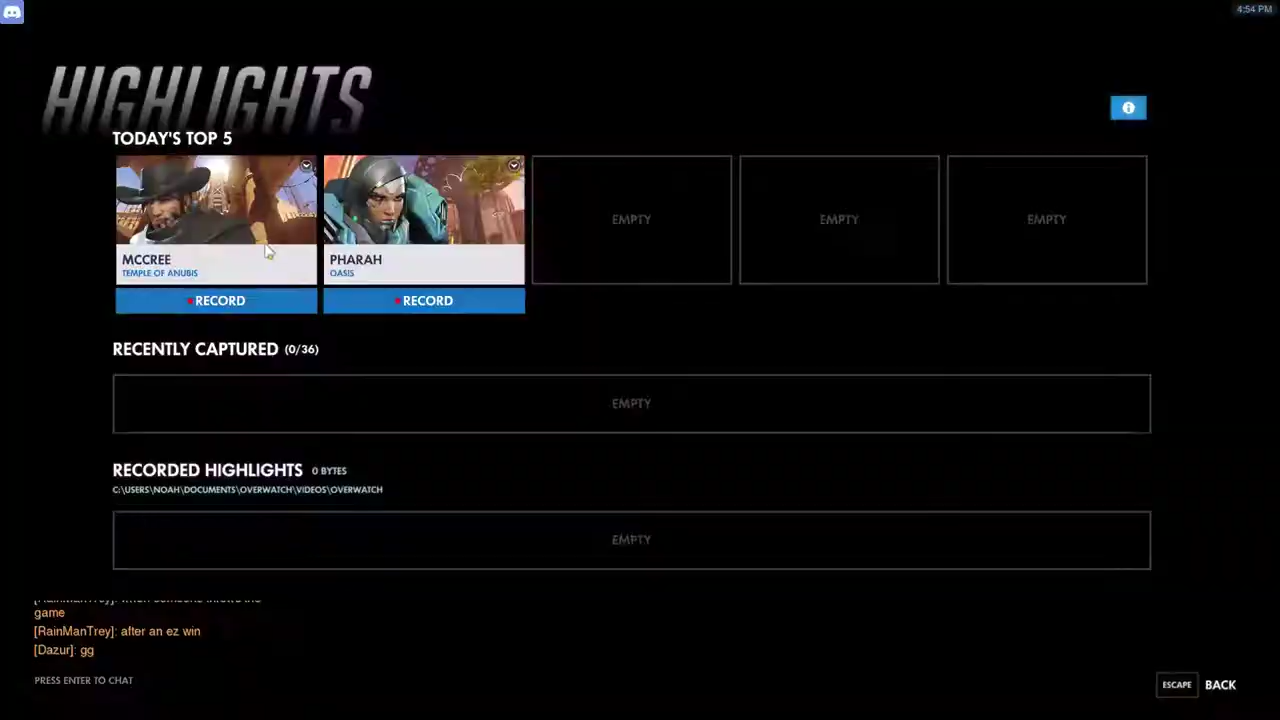 4:54 PM
HIGHLIGHTS
TODAY'S TOP 5
MCCREE
TEMPLE OF ANUBIS
RECORD
PHARAH
OASIS
RECORD
EMPTY
EMPTY
EMPTY
RECENTLY CAPTURED (0/36)
EMPTY
RECORDED HIGHLIGHTS 0 BYTES
C:\USERS\NOAH\DOCUMENTS\OVERWATCH\VIDEOS\OVERWATCH
EMPTY
game
[RainManTrey]: after an ez win
[Dazur]: gg
PRESS ENTER TO CHAT
ESCAPE BACK